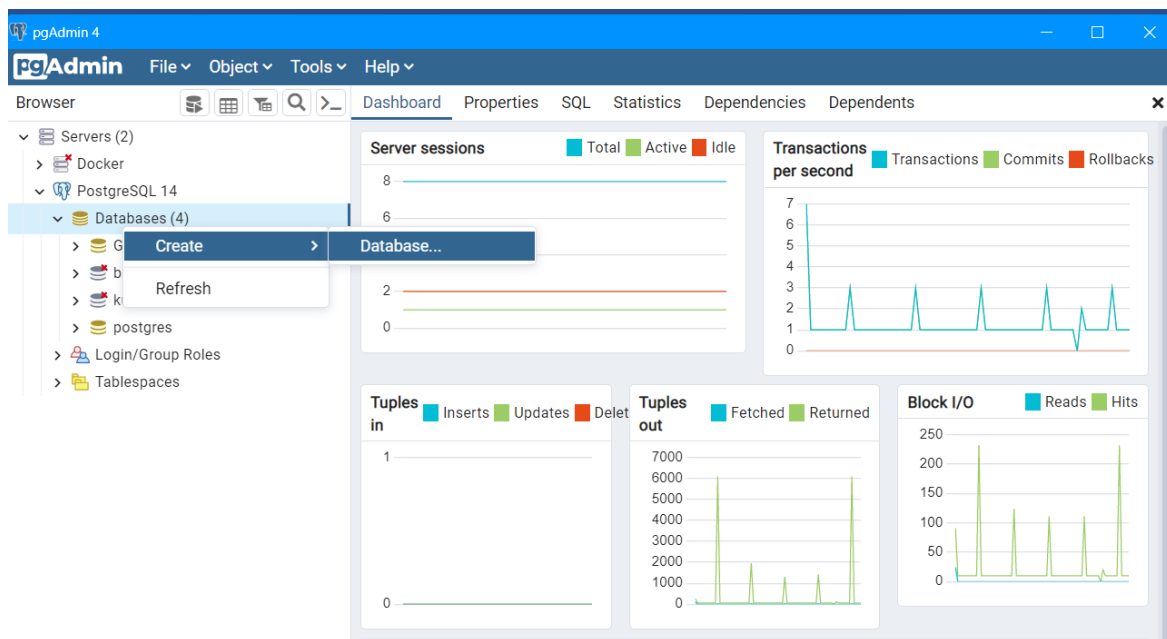 pgAdmin 4
pgAdmin File Object Tools Help
Browser
Dashboard Properties SQL Statistics Dependencies Dependents
Servers (2)
Docker
PostgreSQL 14
Databases (4)
G
b
k
postgres
Login/Group Roles
Tablespaces
Create
Database...
Refresh
Server sessions
Total Active Idle
8
6
2
0
Transactions
per second
Transactions Commits Rollbacks
7
6
5
4
3
2
1
0
Tuples
in
Inserts Updates Delet
1
0
Tuples
out
Fetched Returned
7000
6000
5000
4000
3000
2000
1000
0
Block I/O
Reads Hits
250
200
150
100
50
0